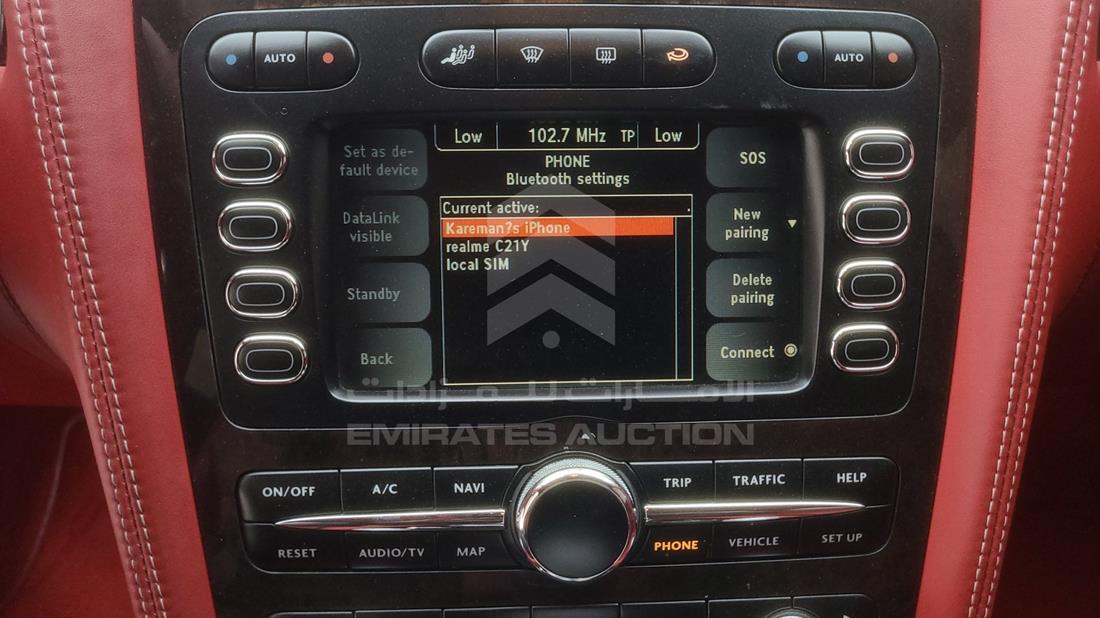 AUTO
AUTO
Low 102.7 MHz TP Low
PHONE
Bluetooth settings
Set as de-
fault device
DataLink
visible
Standby
Back
Current active:
Kareman?s iPhone
realme C21Y
local SIM
SOS
New
pairing
Delete
pairing
Connect
الإمارات للمزادات
EMIRATES AUCTION
ON/OFF A/C NAVI TRIP TRAFFIC HELP
RESET AUDIO/TV MAP PHONE VEHICLE SET UP